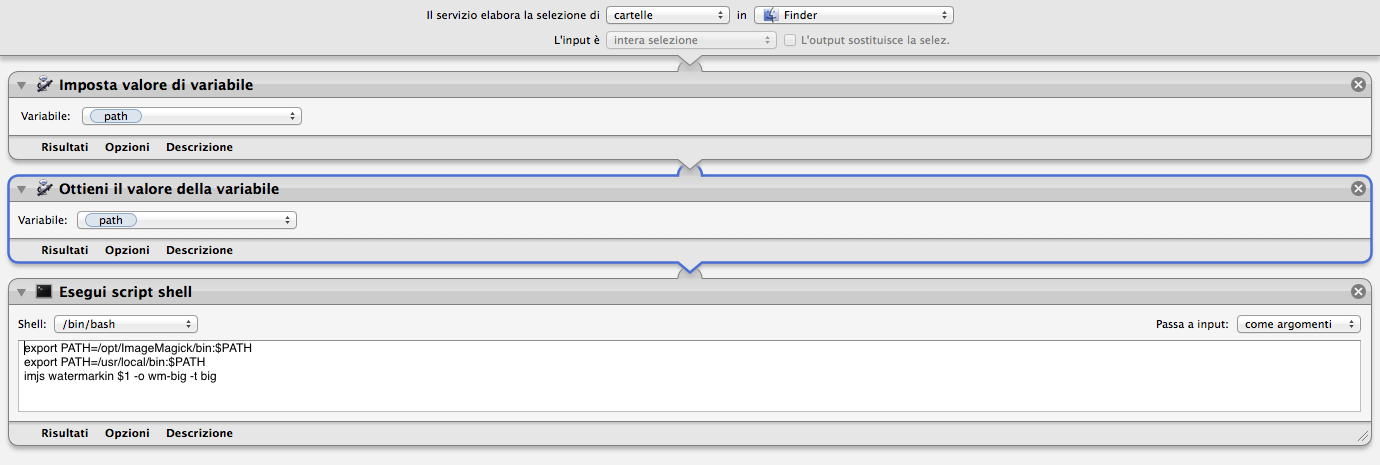 Il servizio elabora la selezione di cartelle in Finder
L'input è intera selezione L'output sostituisce la selez.
Imposta valore di variabile
Variabile: path
Risultati Opzioni Descrizione
Ottieni il valore della variabile
Variabile: path
Risultati Opzioni Descrizione
Esegui script shell
Shell: /bin/bash Passa a input: come argomenti
export PATH=/opt/ImageMagick/bin:$PATH
export PATH=/usr/local/bin:$PATH
imjs watermarkin $1 -o wm-big -t big
Risultati Opzioni Descrizione